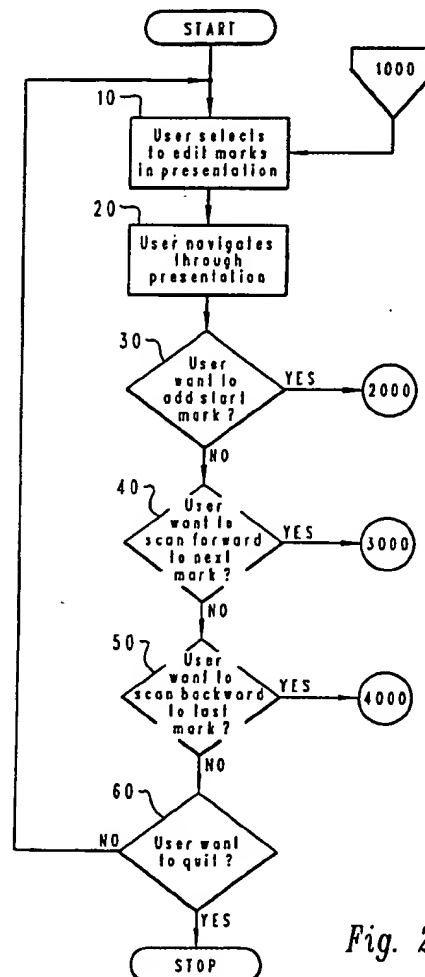 START
1000
10
User selects
to edit marks
in presentation
20
User navigates
through
presentation
30
User
want to
add start
mark ?
YES
2000
NO
40
User
want to
scan forward
to next
mark ?
YES
3000
NO
50
User
want to
scan backward
to last
mark ?
YES
4000
NO
60
User want
to quit ?
NO
YES
STOP
Fig. 2